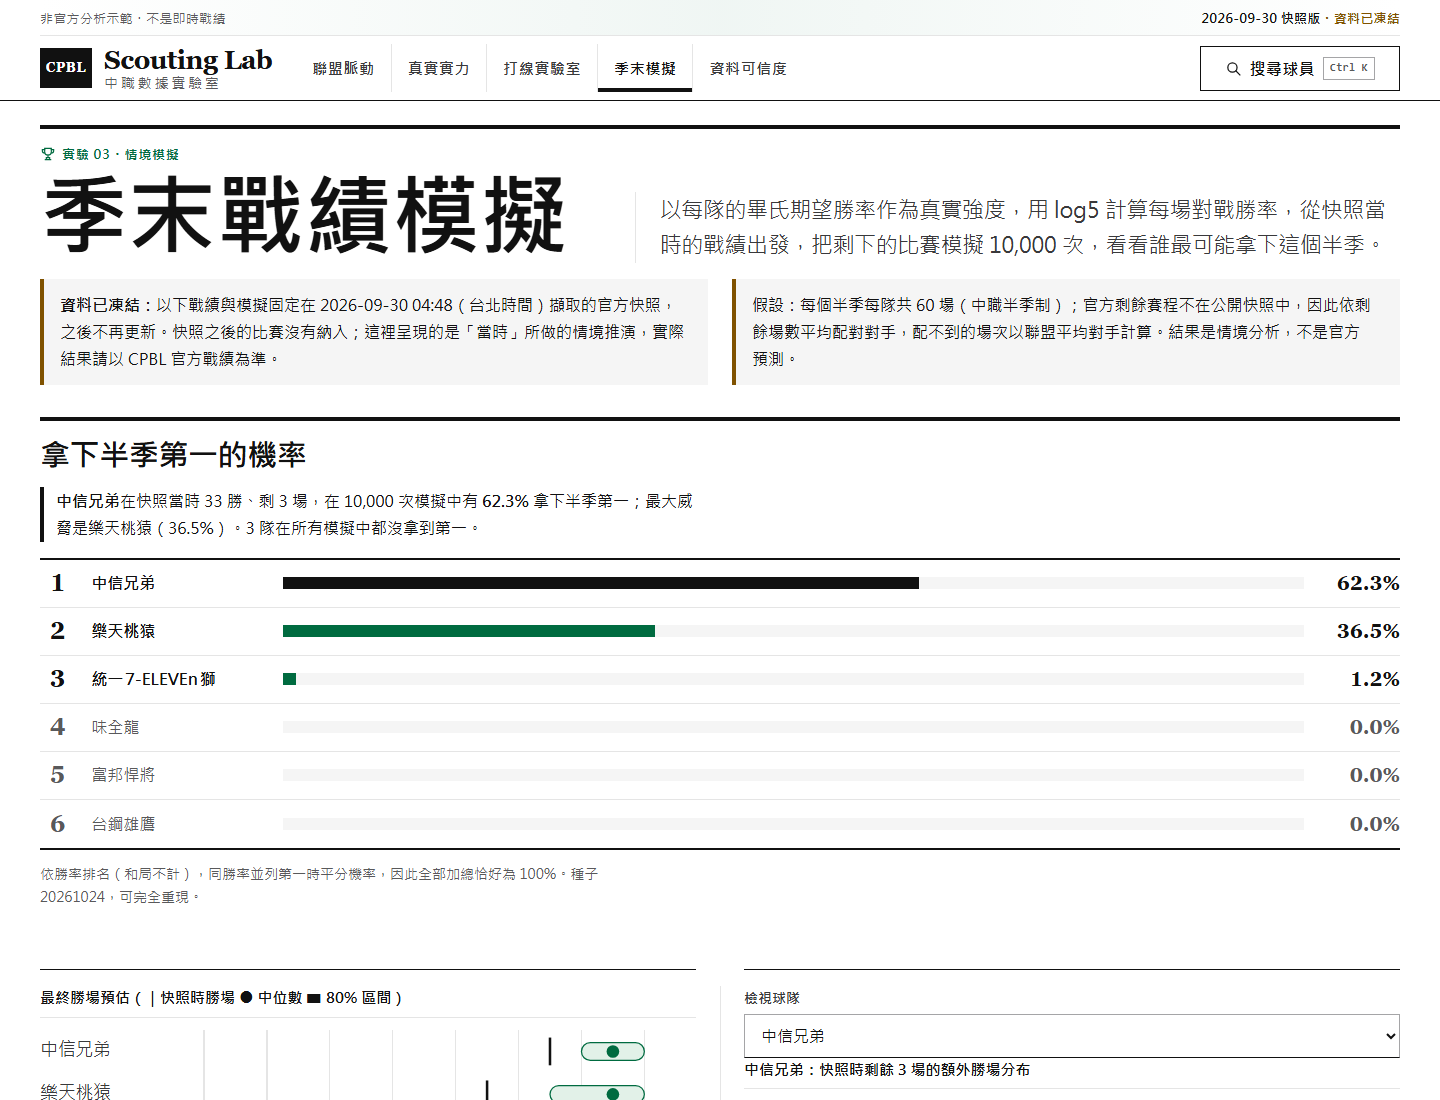 非官方分析示範・不是即時戰績
2026-09-30 快照版・資料已凍結
CPBL
Scouting Lab
中職數據實驗室
聯盟脈動
真實實力
打線實驗室
季末模擬
資料可信度
搜尋球員 Ctrl K
實驗 03・情境模擬
季末戰績模擬
以每隊的畢氏期望勝率作為真實強度，用 log5 計算每場對戰勝率，從快照當
時的戰績出發，把剩下的比賽模擬 10,000 次，看看誰最可能拿下這個半季。
資料已凍結：以下戰績與模擬固定在 2026-09-30 04:48（台北時間）擷取的官方快照，
之後不再更新。快照之後的比賽沒有納入；這裡呈現的是「當時」所做的情境推演，實際
結果請以 CPBL 官方戰績為準。
假設：每個半季每隊共 60 場（中職半季制）；官方剩餘賽程不在公開快照中，因此依剩
餘場數平均配對對手，配不到的場次以聯盟平均對手計算。結果是情境分析，不是官方
預測。
拿下半季第一的機率
中信兄弟在快照當時 33 勝、剩 3 場，在 10,000 次模擬中有 62.3% 拿下半季第一；最大威
脅是樂天桃猿（36.5%）。3 隊在所有模擬中都沒拿到第一。
1 中信兄弟 62.3%
2 樂天桃猿 36.5%
3 統一7-ELEVEn獅 1.2%
4 味全龍 0.0%
5 富邦悍將 0.0%
6 台鋼雄鷹 0.0%
依勝率排名（和局不計），同勝率並列第一時平分機率，因此全部加總恰好為 100%。種子
20261024，可完全重現。
最終勝場預估（｜快照時勝場 ● 中位數 ▬ 80% 區間）
中信兄弟
樂天桃猿
檢視球隊
中信兄弟
中信兄弟：快照時剩餘 3 場的額外勝場分布